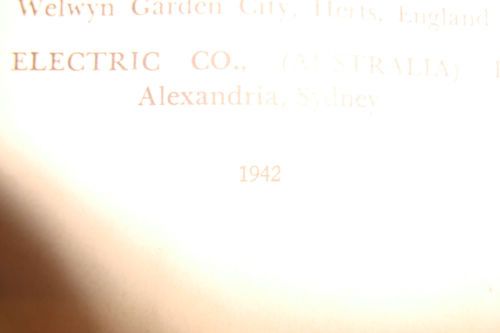 Welwyn Garden City, Herts, England
ELECTRIC CO., (AUSTRALIA)
Alexandria, Sydney
1942